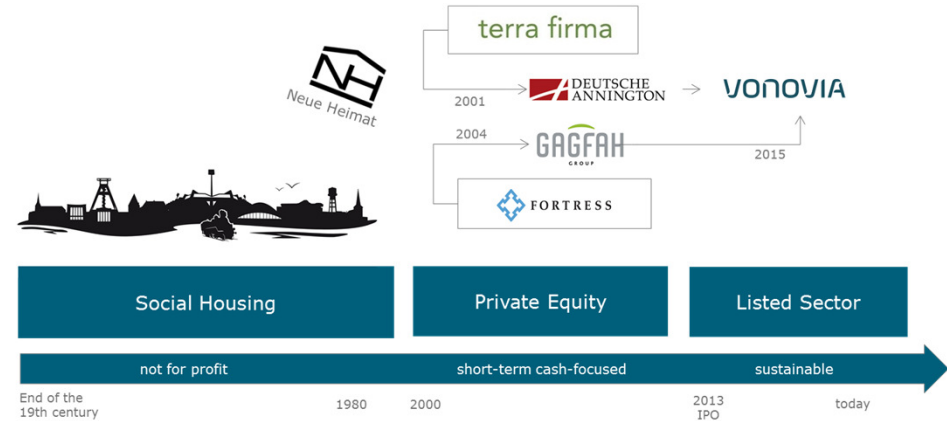 terra firma
NH
Neue Heimat
2001
DEUTSCHE
ANNINGTON
VONOVIA
2004
GAGFAH
GROUP
2015
FORTRESS
Social Housing
Private Equity
Listed Sector
not for profit
short-term cash-focused
sustainable
End of the
19th century
1980
2000
2013
IPO
today